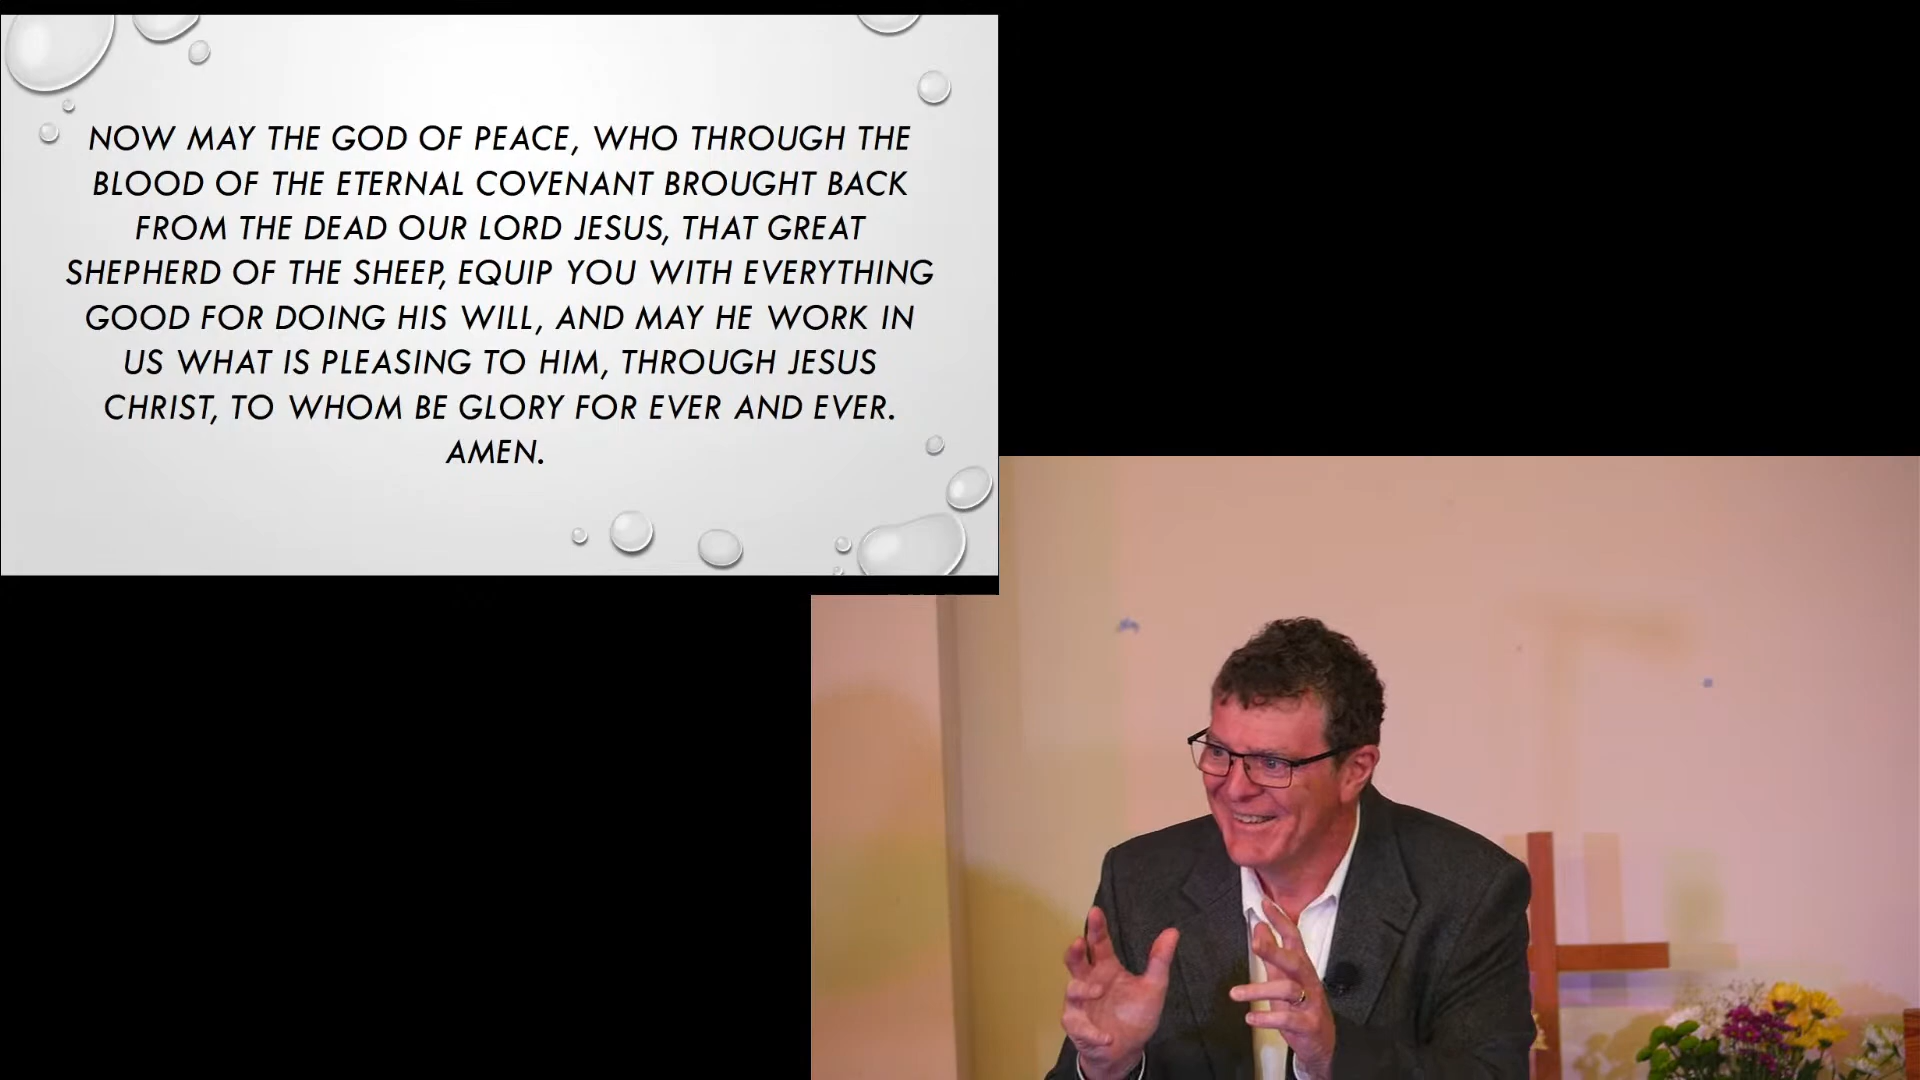 NOW MAY THE GOD OF PEACE, WHO THROUGH THE
BLOOD OF THE ETERNAL COVENANT BROUGHT BACK
FROM THE DEAD OUR LORD JESUS, THAT GREAT
SHEPHERD OF THE SHEEP, EQUIP YOU WITH EVERYTHING
GOOD FOR DOING HIS WILL, AND MAY HE WORK IN
US WHAT IS PLEASING TO HIM, THROUGH JESUS
CHRIST, TO WHOM BE GLORY FOR EVER AND EVER.
AMEN.